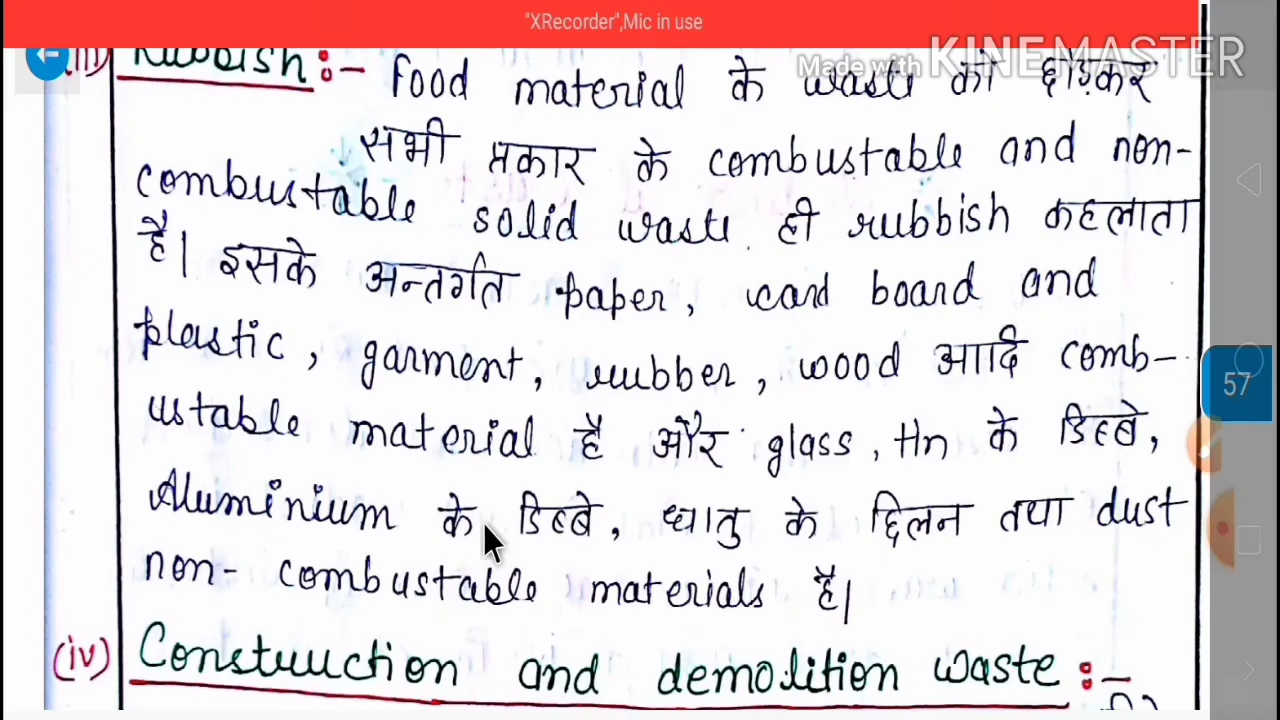 "XRecorder",Mic in use
Made with KINEMASTER
(iii) Rubbish :- Food material के waste को छोड़कर
सभी प्रकार के combustable and non-
combustable solid waste ही rubbish कहलाता
है। इसके अन्तर्गत paper, card board and
plastic, garment, rubber, wood आदि comb-
ustable material है और glass, tin के डिब्बे,
Aluminium के डिब्बे, धातु के छिलन तथा dust
non-combustable materials है।
57
(iv) Construction and demolition waste :-